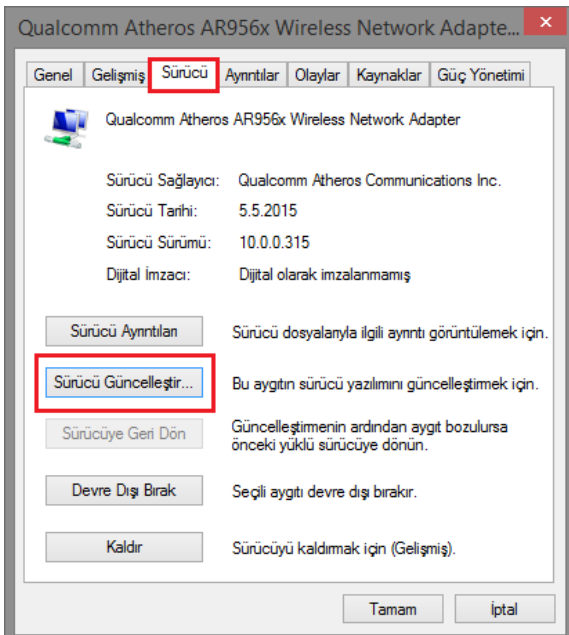 Qualcomm Atheros AR956x Wireless Network Adapte...
Genel Gelişmiş Sürücü Ayrıntılar Olaylar Kaynaklar Güç Yönetimi
Qualcomm Atheros AR956x Wireless Network Adapter
Sürücü Sağlayıcı: Qualcomm Atheros Communications Inc.
Sürücü Tarihi: 5.5.2015
Sürücü Sürümü: 10.0.0.315
Dijital İmzacı: Dijital olarak imzalanmamış
Sürücü Ayrıntıları Sürücü dosyalarıyla ilgili ayrıntı görüntülemek için.
Sürücü Güncelleştir... Bu aygıtın sürücü yazılımını güncelleştirmek için.
Sürücüye Geri Dön Güncelleştirmenin ardından aygıt bozulursa
önceki yüklü sürücüye dönün.
Devre Dışı Bırak Seçili aygıtı devre dışı bırakır.
Kaldır Sürücüyü kaldırmak için (Gelişmiş).
Tamam İptal